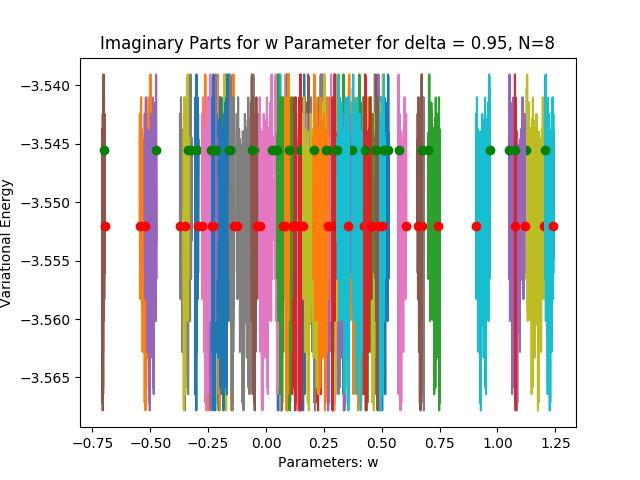 Imaginary Parts for w Parameter for delta = 0.95, N=8
Variational Energy
−3.540
−3.545
−3.550
−3.555
−3.560
−3.565
−0.75 −0.50 −0.25 0.00 0.25 0.50 0.75 1.00 1.25
Parameters: w